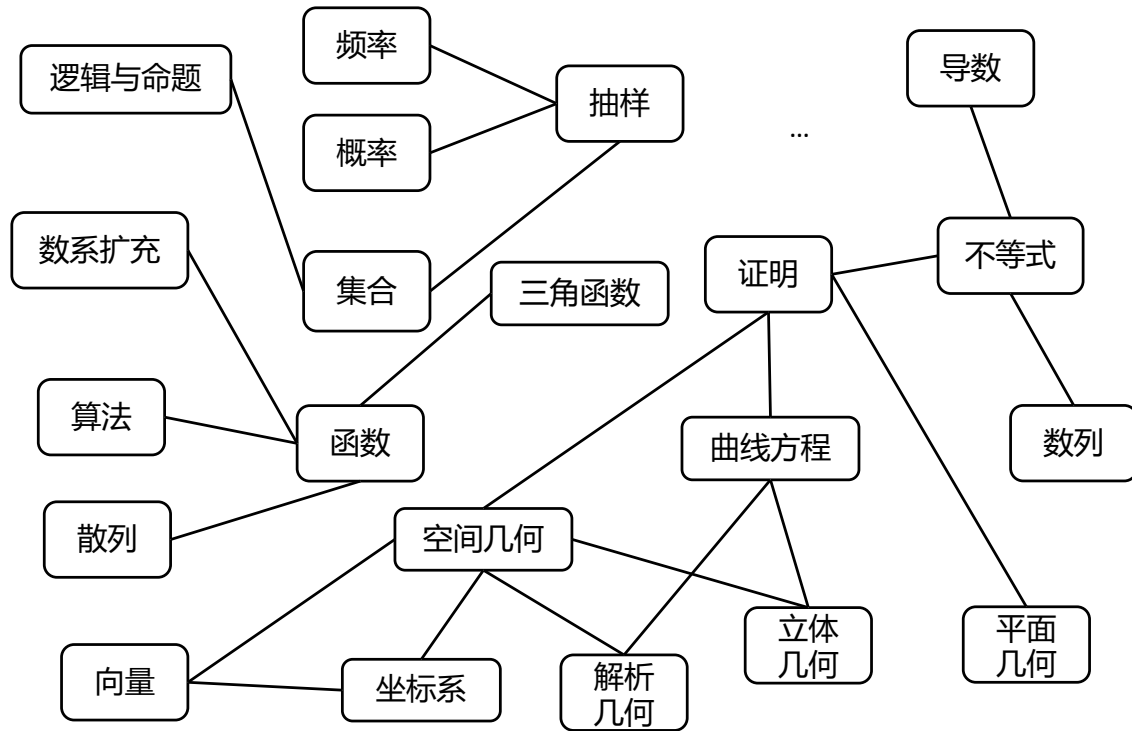 频率
逻辑与命题
导数
抽样
...
概率
数系扩充
不等式
证明
集合
三角函数
算法
函数
曲线方程
数列
散列
空间几何
立体
几何
平面
几何
向量
坐标系
解析
几何